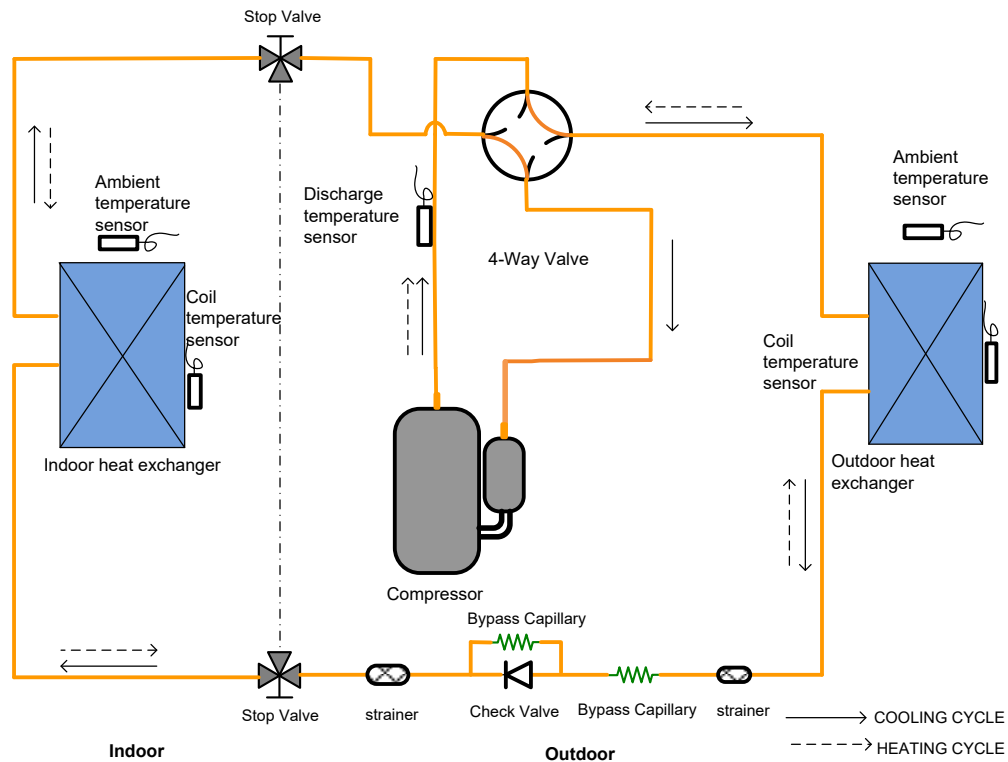 Stop Valve
Ambient
temperature
sensor
Discharge
temperature
sensor
4-Way Valve
Ambient
temperature
sensor
Coil
temperature
sensor
Coil
temperature
sensor
Indoor heat exchanger
Outdoor heat
exchanger
Compressor
Bypass Capillary
Stop Valve
strainer
Check Valve
Bypass Capillary
strainer
COOLING CYCLE
HEATING CYCLE
Indoor
Outdoor